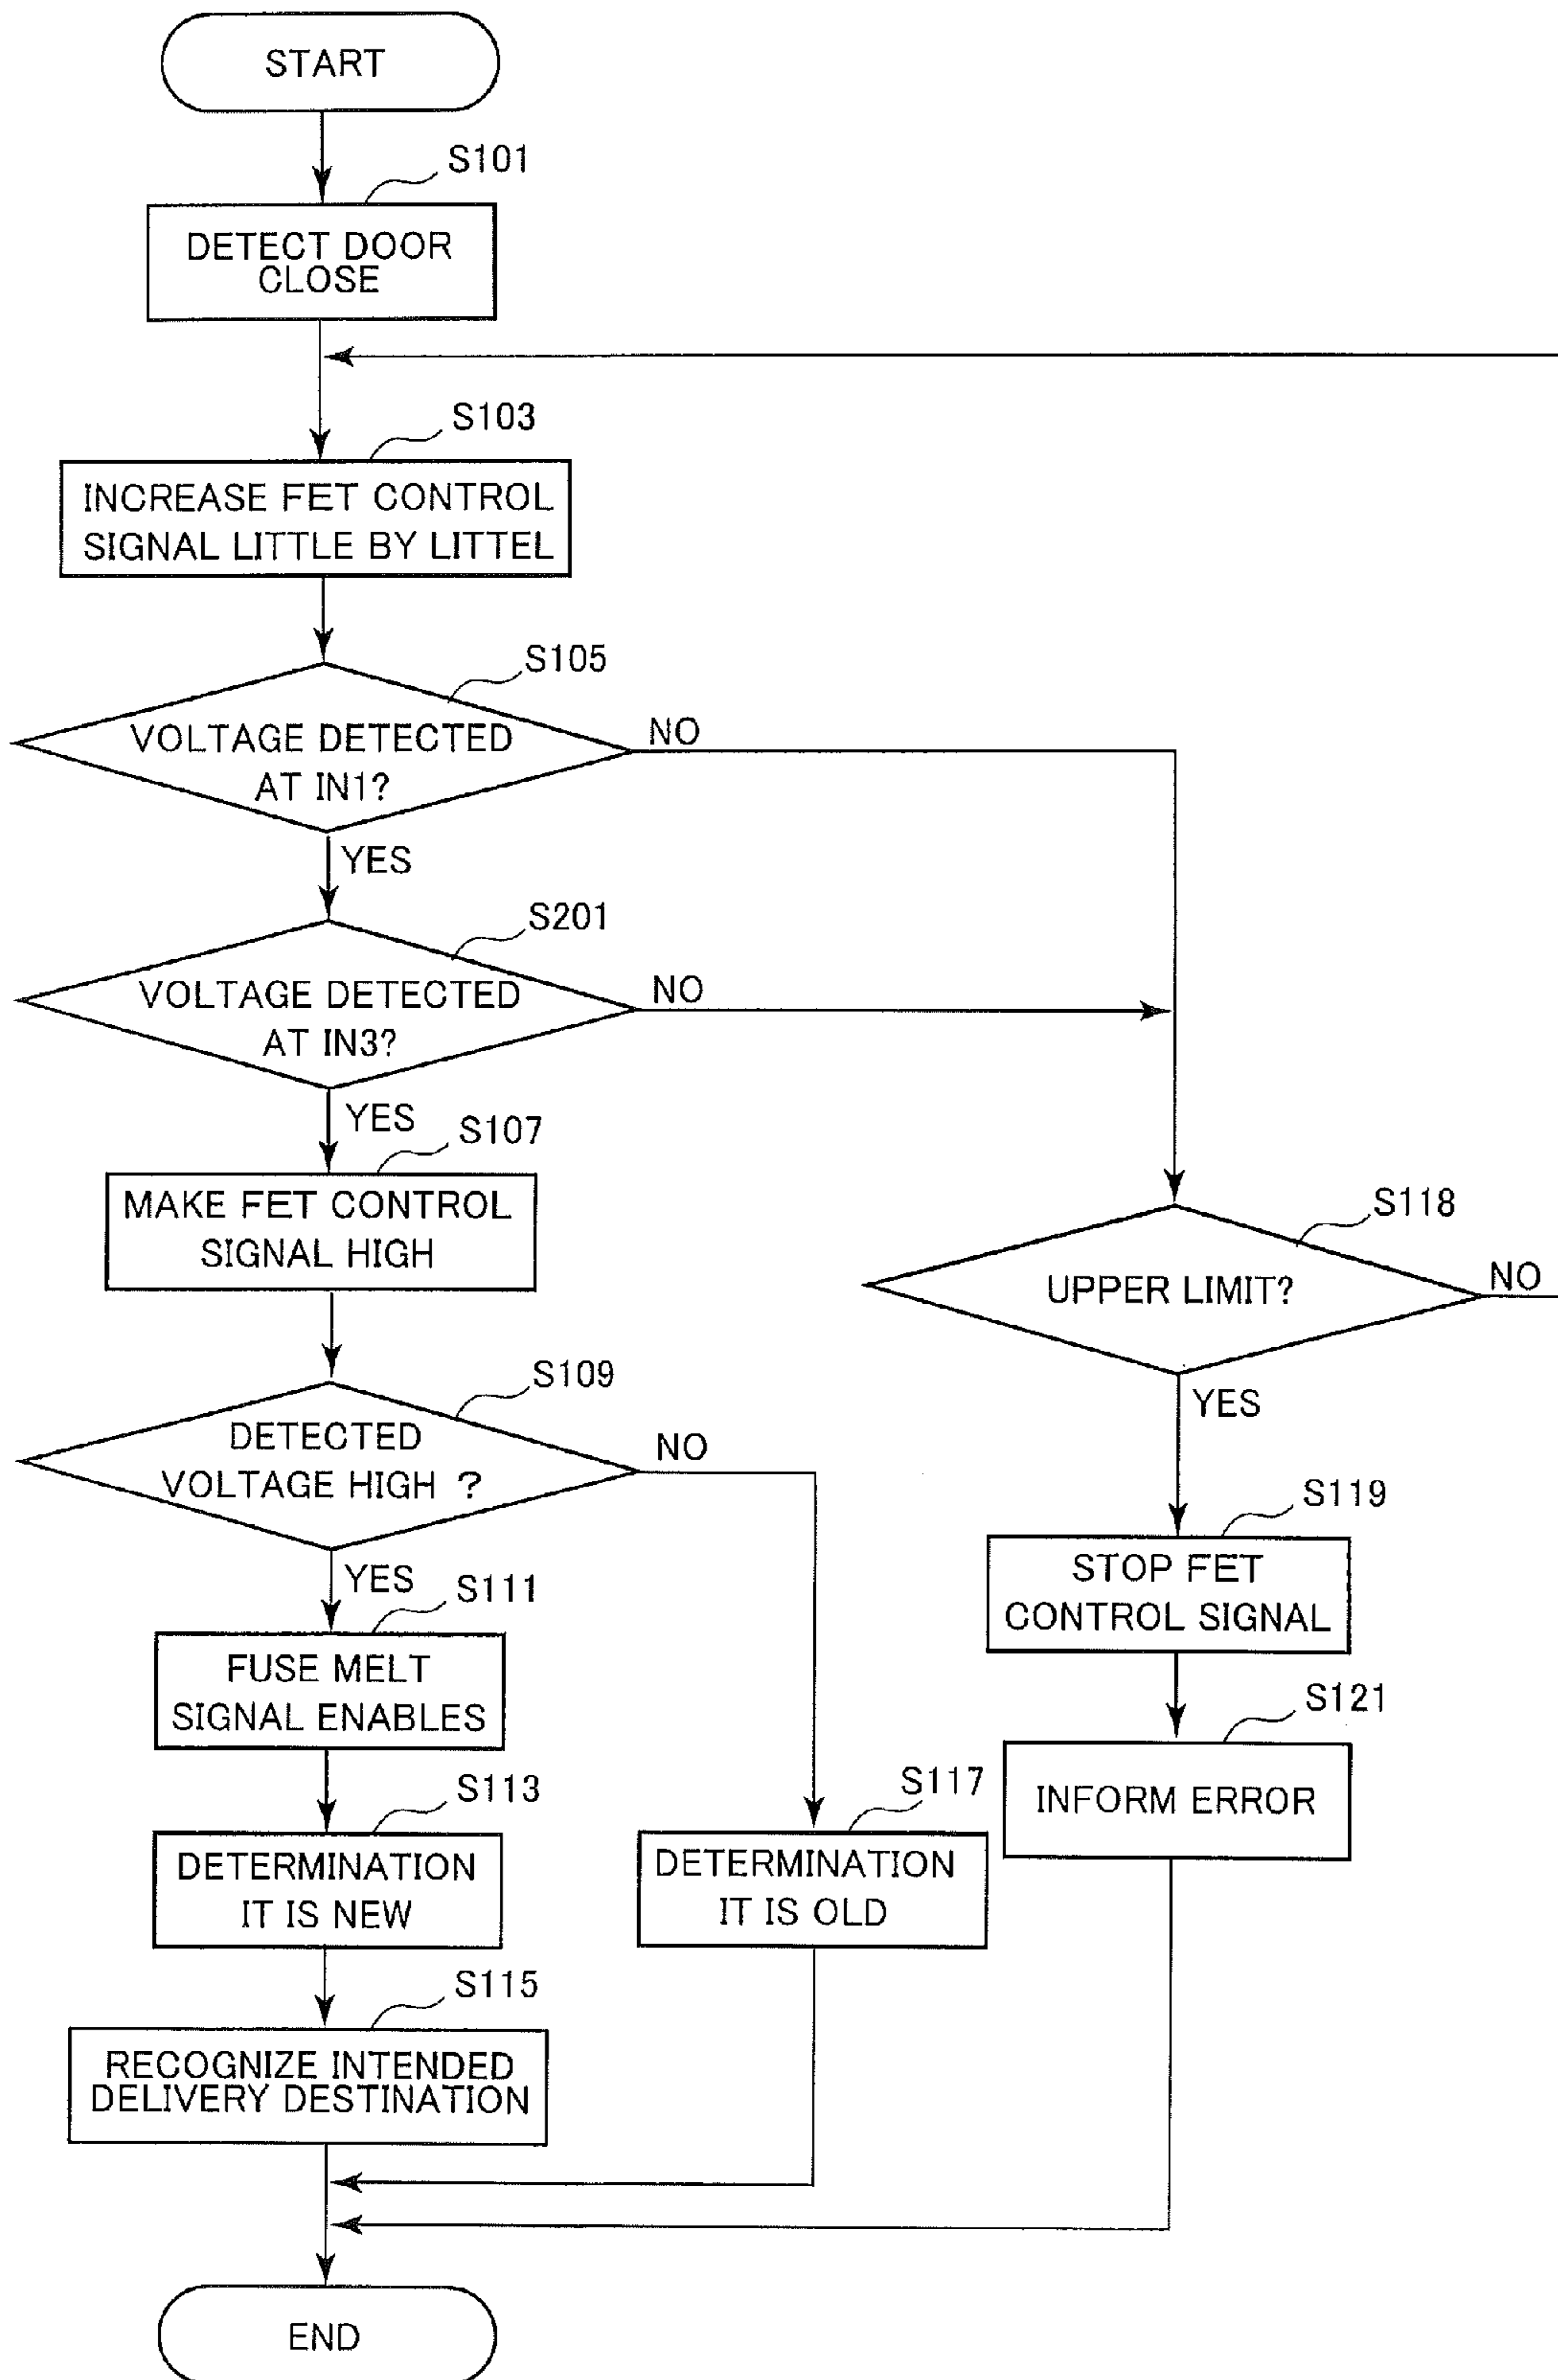 START
S101
DETECT DOOR
CLOSE
S103
INCREASE FET CONTROL
SIGNAL LITTLE BY LITTEL
S105
VOLTAGE DETECTED
AT IN1?
NO
YES
S201
VOLTAGE DETECTED
AT IN3?
NO
YES
S107
MAKE FET CONTROL
SIGNAL HIGH
S118
UPPER LIMIT?
NO
YES
S109
DETECTED
VOLTAGE HIGH ?
NO
YES
S119
STOP FET
CONTROL SIGNAL
S111
FUSE MELT
SIGNAL ENABLES
S121
INFORM ERROR
S113
DETERMINATION
IT IS NEW
S117
DETERMINATION
IT IS OLD
S115
RECOGNIZE INTENDED
DELIVERY DESTINATION
END